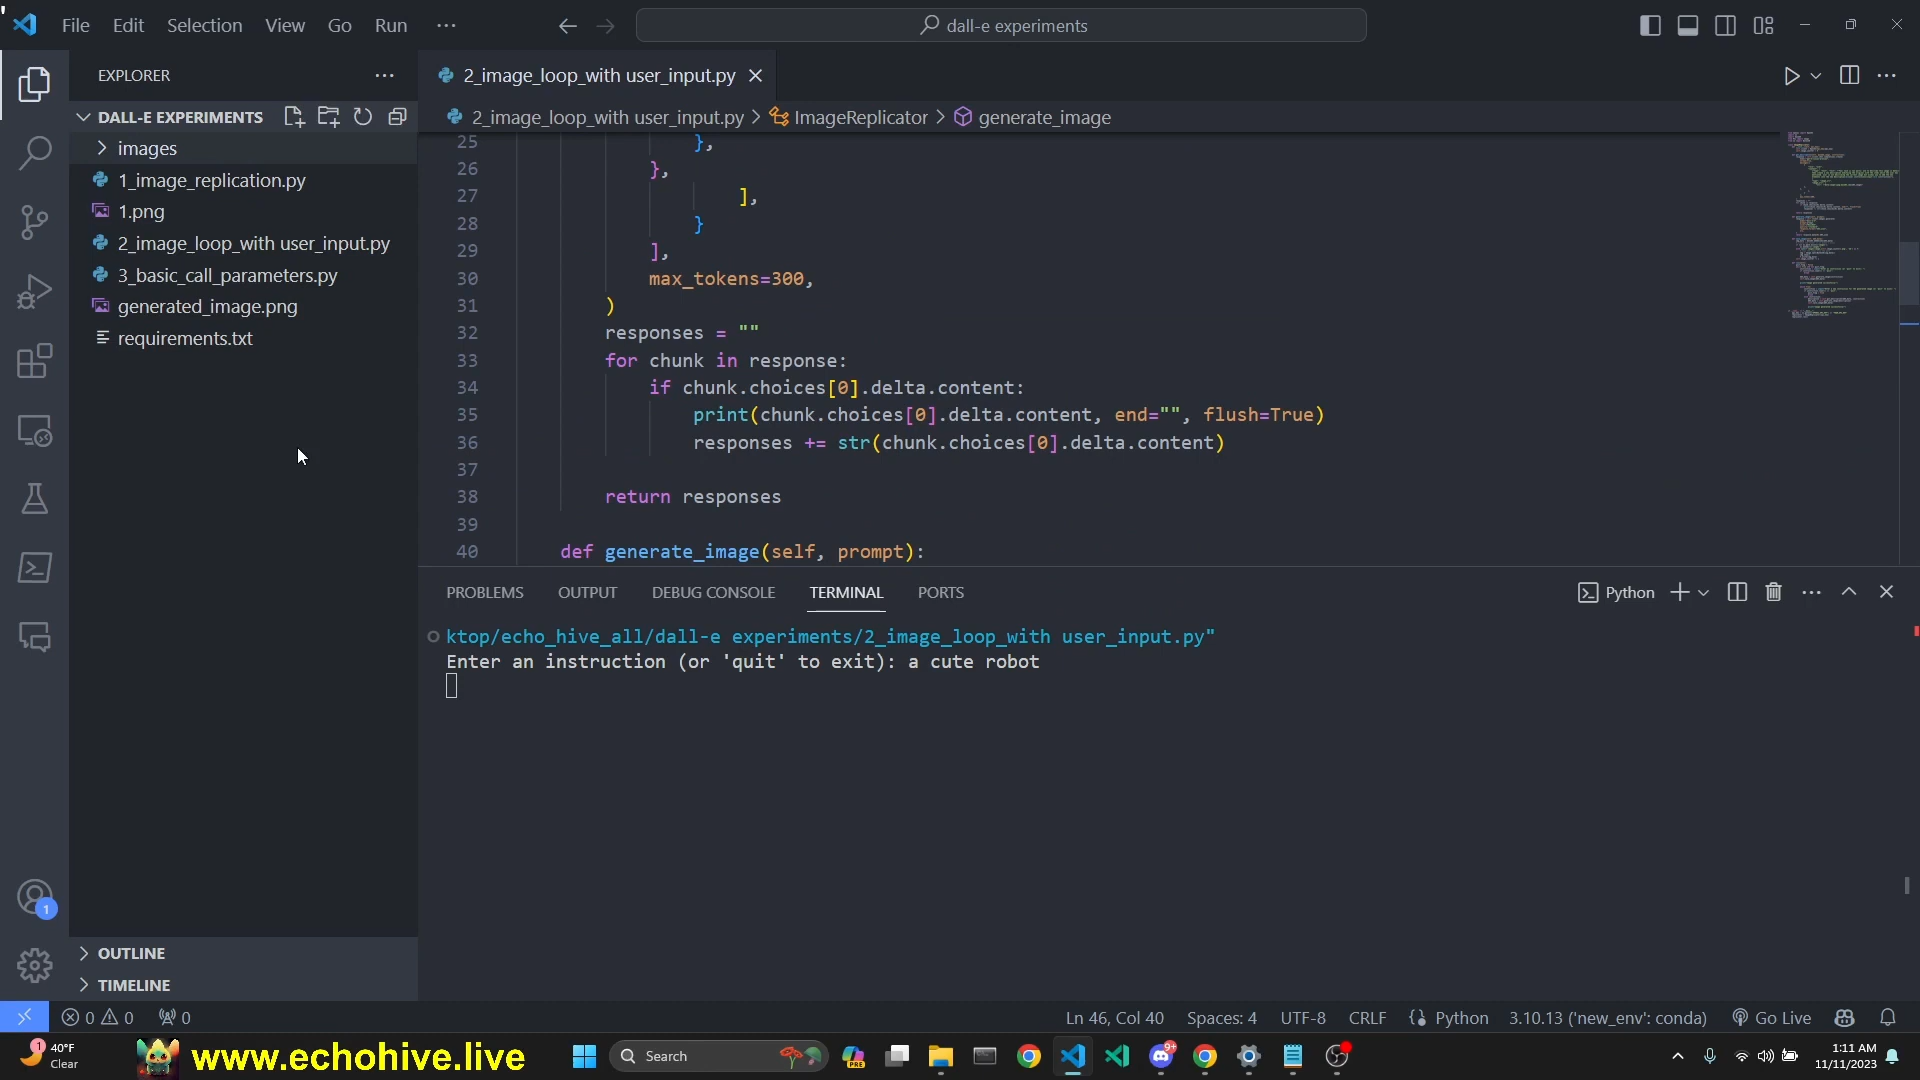 File Edit Selection View Go Run ···
dall-e experiments
EXPLORER
2_image_loop_with user_input.py
DALL-E EXPERIMENTS
2_image_loop_with user_input.py > ImageReplicator > generate_image
images
1_image_replication.py
1.png
2_image_loop_with user_input.py
3_basic_call_parameters.py
generated_image.png
requirements.txt
25 },
26 },
27 ],
28 }
29 ],
30 max_tokens=300,
31 )
32 responses = ""
33 for chunk in response:
34 if chunk.choices[0].delta.content:
35 print(chunk.choices[0].delta.content, end="", flush=True)
36 responses += str(chunk.choices[0].delta.content)
37
38 return responses
39
40 def generate_image(self, prompt):
PROBLEMS OUTPUT DEBUG CONSOLE TERMINAL PORTS
Python
ktop/echo_hive_all/dall-e experiments/2_image_loop_with user_input.py"
Enter an instruction (or 'quit' to exit): a cute robot
1
OUTLINE
TIMELINE
0 0 0
Ln 46, Col 40 Spaces: 4 UTF-8 CRLF Python 3.10.13 ('new_env': conda) Go Live
1
40°F
Clear
www.echohive.live
Search
PRE
9+
1:11 AM
11/11/2023